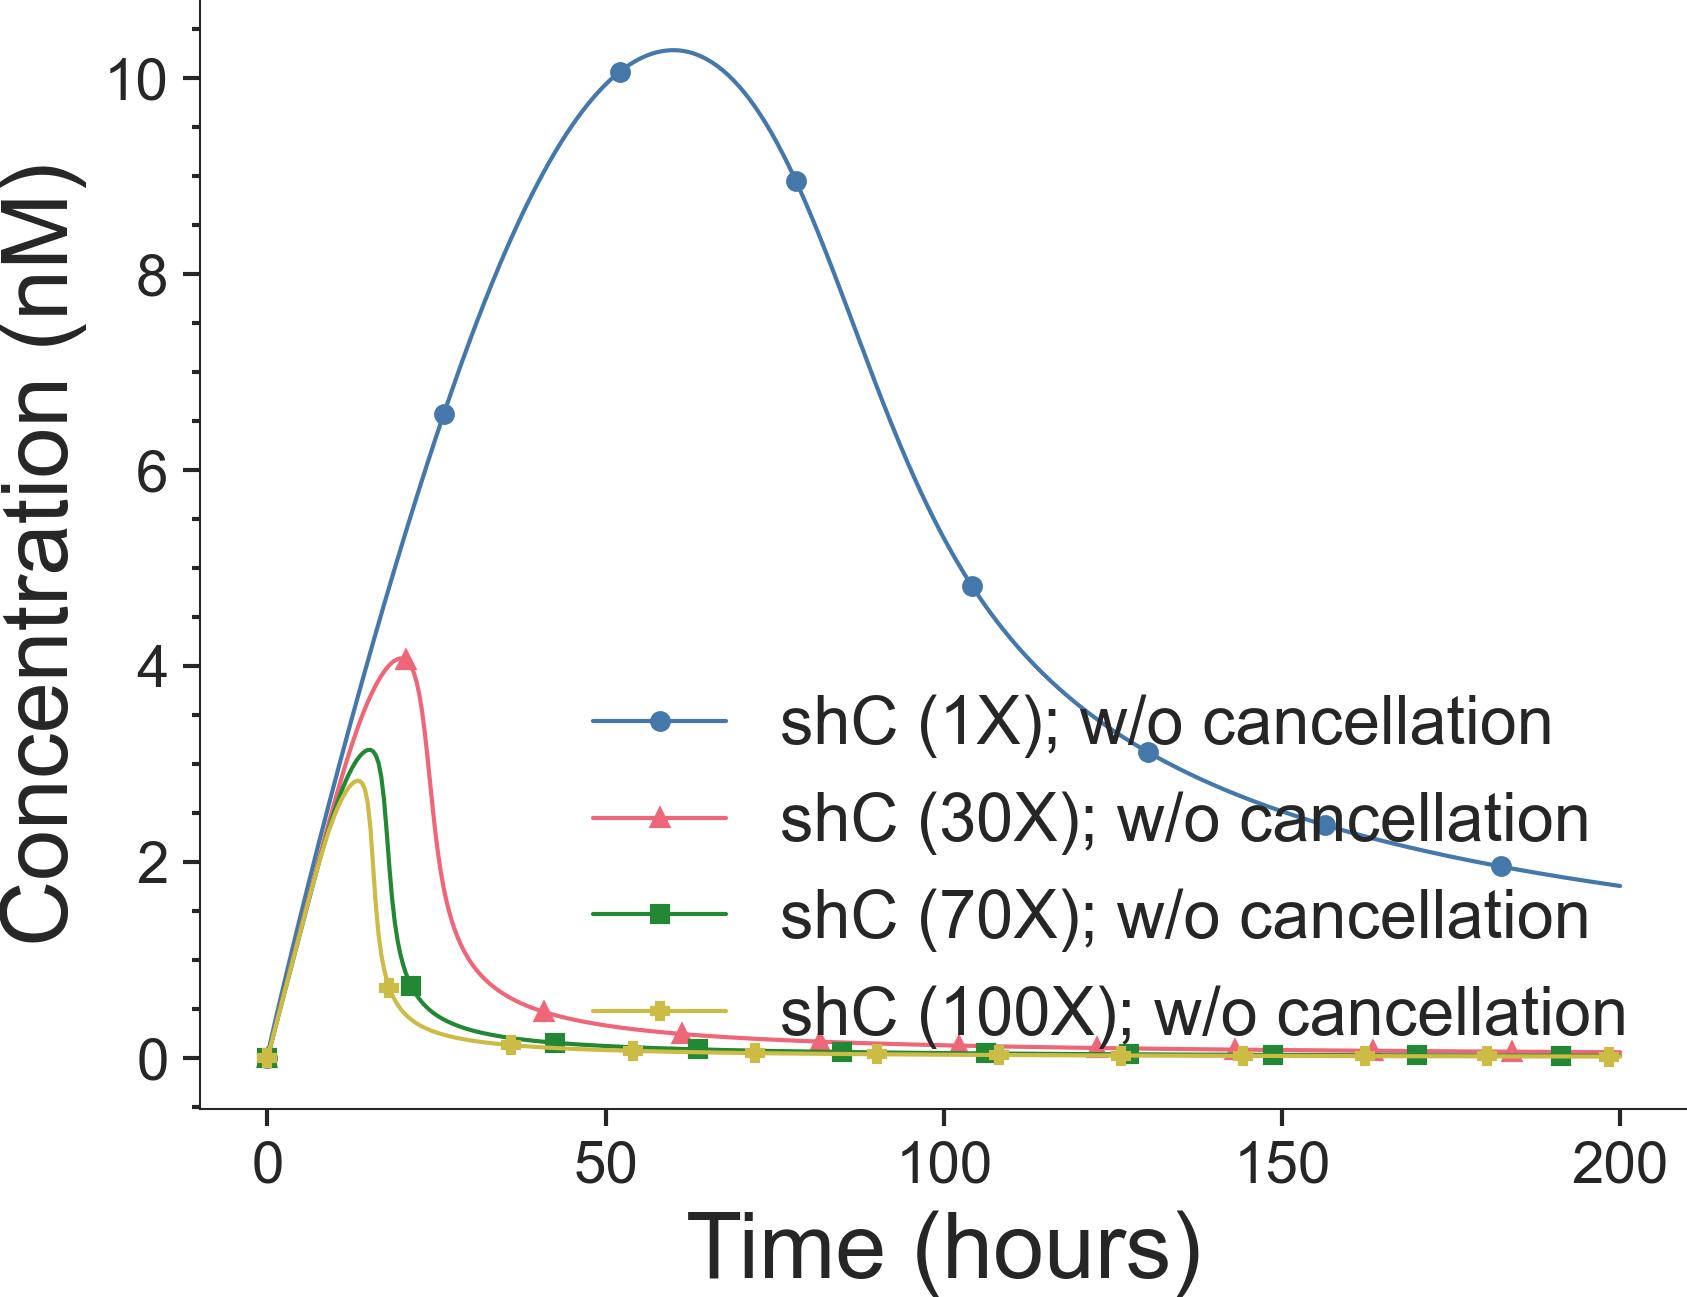 Concentration (nM)
10
8
6
4
2
0
shC (1X); w/o cancellation
shC (30X); w/o cancellation
shC (70X); w/o cancellation
shC (100X); w/o cancellation
0 50 100 150 200
Time (hours)